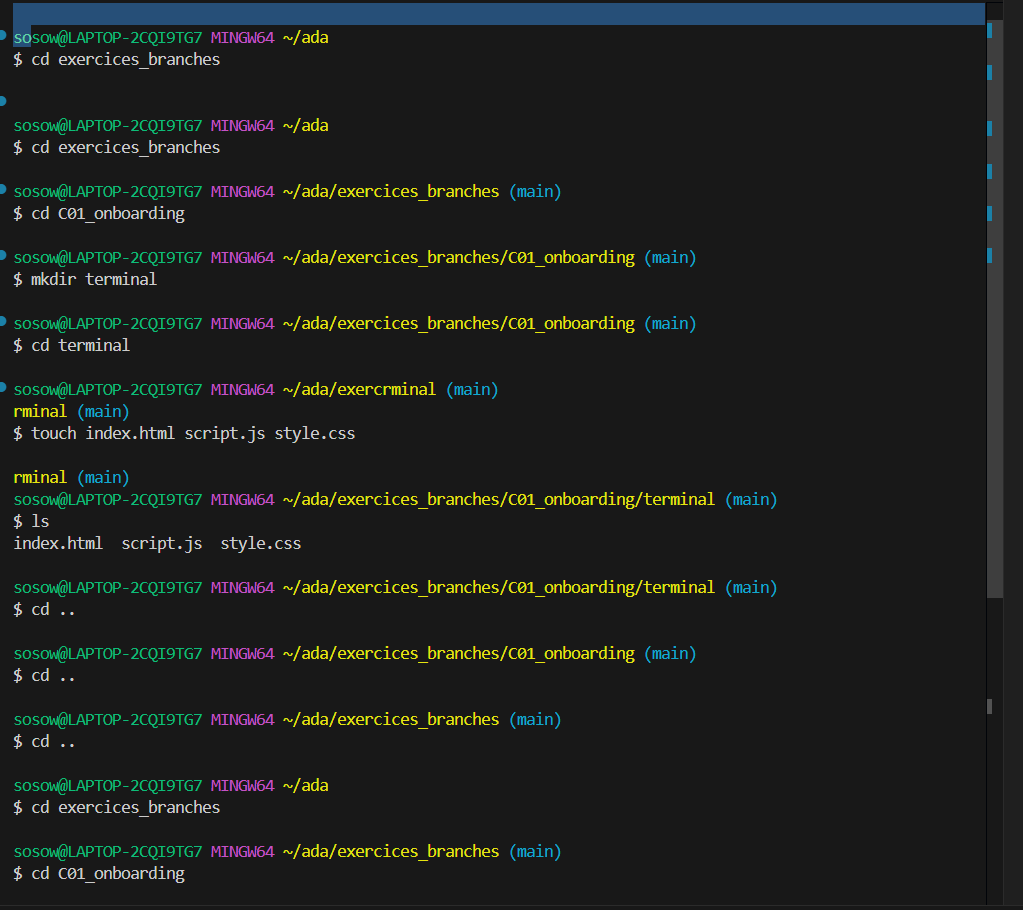 sosow@LAPTOP-2CQI9TG7 MINGW64 ~/ada
$ cd exercices_branches
sosow@LAPTOP-2CQI9TG7 MINGW64 ~/ada
$ cd exercices_branches
sosow@LAPTOP-2CQI9TG7 MINGW64 ~/ada/exercices_branches (main)
$ cd C01_onboarding
sosow@LAPTOP-2CQI9TG7 MINGW64 ~/ada/exercices_branches/C01_onboarding (main)
$ mkdir terminal
sosow@LAPTOP-2CQI9TG7 MINGW64 ~/ada/exercices_branches/C01_onboarding (main)
$ cd terminal
sosow@LAPTOP-2CQI9TG7 MINGW64 ~/ada/exercrminal (main)
rminal (main)
$ touch index.html script.js style.css
rminal (main)
sosow@LAPTOP-2CQI9TG7 MINGW64 ~/ada/exercices_branches/C01_onboarding/terminal (main)
$ ls
index.html  script.js  style.css
sosow@LAPTOP-2CQI9TG7 MINGW64 ~/ada/exercices_branches/C01_onboarding/terminal (main)
$ cd ..
sosow@LAPTOP-2CQI9TG7 MINGW64 ~/ada/exercices_branches/C01_onboarding (main)
$ cd ..
sosow@LAPTOP-2CQI9TG7 MINGW64 ~/ada/exercices_branches (main)
$ cd ..
sosow@LAPTOP-2CQI9TG7 MINGW64 ~/ada
$ cd exercices_branches
sosow@LAPTOP-2CQI9TG7 MINGW64 ~/ada/exercices_branches (main)
$ cd C01_onboarding